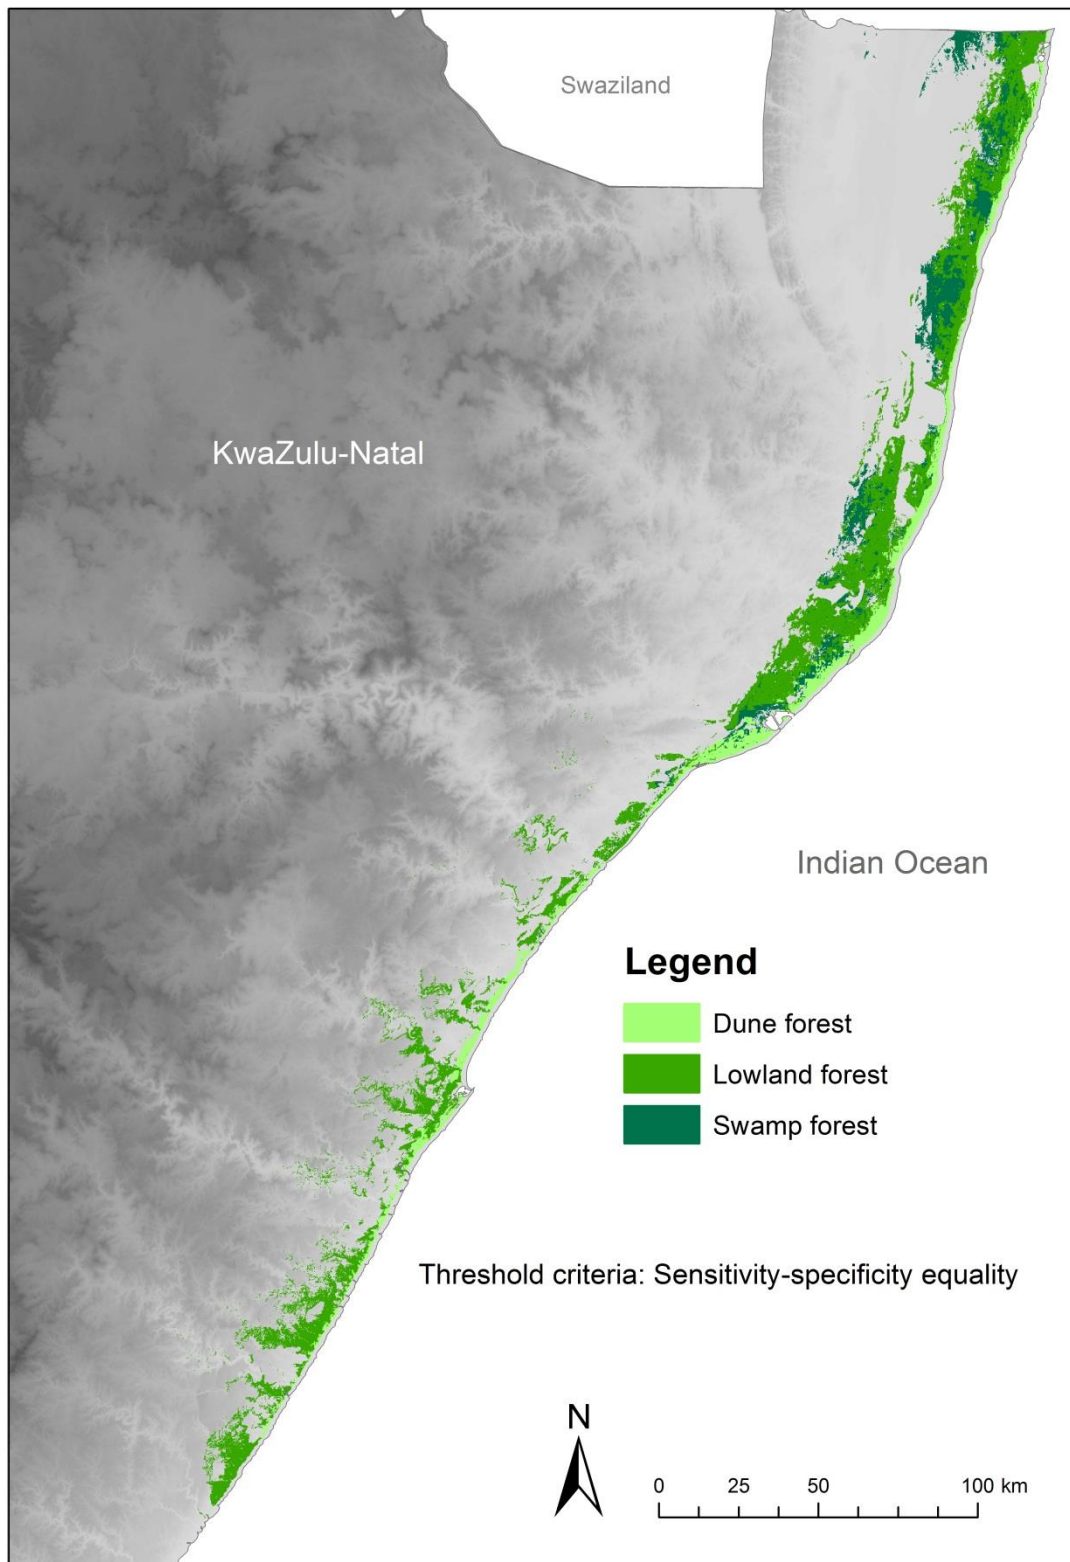 Swaziland
KwaZulu-Natal
Indian Ocean
Legend
Dune forest
Lowland forest
Swamp forest
Threshold criteria: Sensitivity-specificity equality
N
0 25 50 100 km